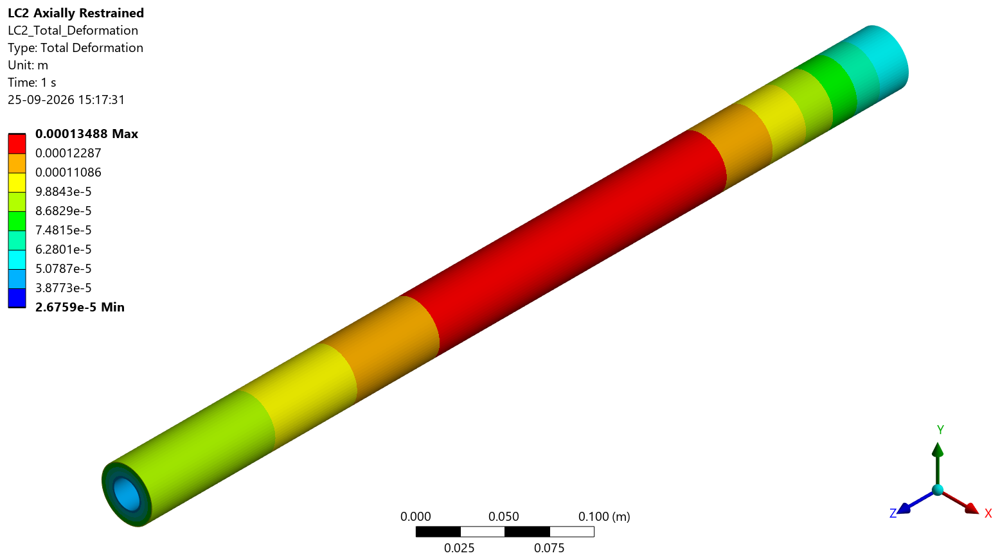 LC2 Axially Restrained
LC2_Total_Deformation
Type: Total Deformation
Unit: m
Time: 1 s
25-09-2026 15:17:31
0.00013488 Max
0.00012287
0.00011086
9.8843e-5
8.6829e-5
7.4815e-5
6.2801e-5
5.0787e-5
3.8773e-5
2.6759e-5 Min
0.000 0.050 0.100 (m)
0.025 0.075
Y
Z X